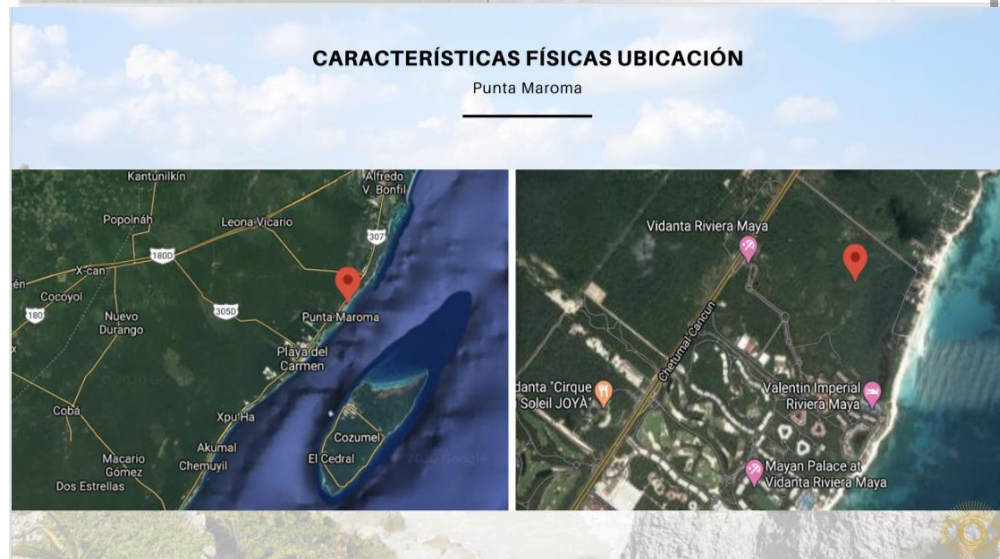 CARACTERÍSTICAS FÍSICAS UBICACIÓN
Punta Maroma
Kantunilkín
Alfredo
V. Bonfil
Popolnáh
Leona Vicario
307
180D
X-can
én
Cocoyol
180
Nuevo
Durango
305D
Punta Maroma
Playa del
Carmen
Cobá
Xpu Ha
Akumal
Chemuyil
Macario
Gómez
Dos Estrellas
Cozumel
El Cedral
Vidanta Riviera Maya
Chetumal-Cancun
danta "Cirque
Soleil JOYÀ"
Valentin Imperial
Riviera Maya
Mayan Palace at
Vidanta Riviera Maya